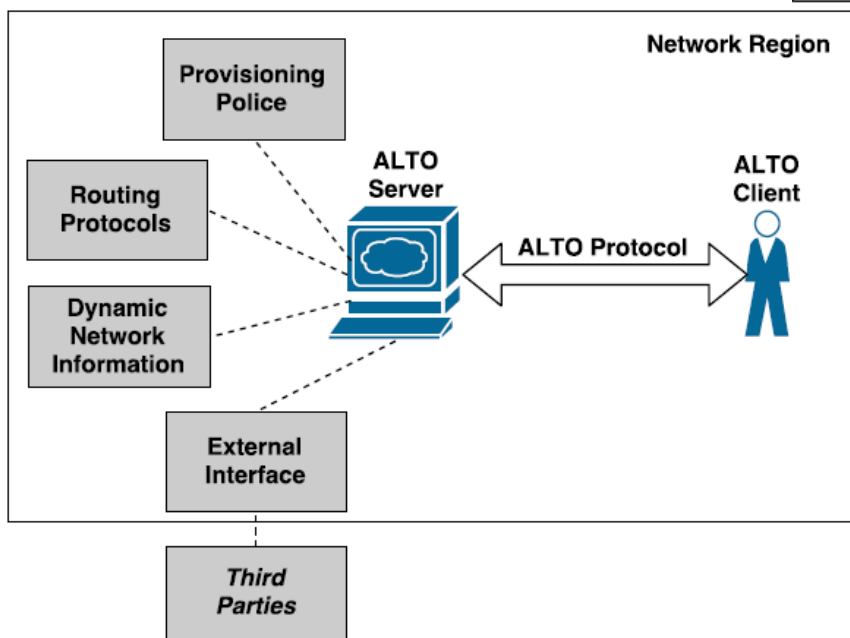 Network Region
Provisioning
Police
ALTO
Server
ALTO
Client
Routing
Protocols
ALTO Protocol
Dynamic
Network
Information
External
Interface
Third
Parties